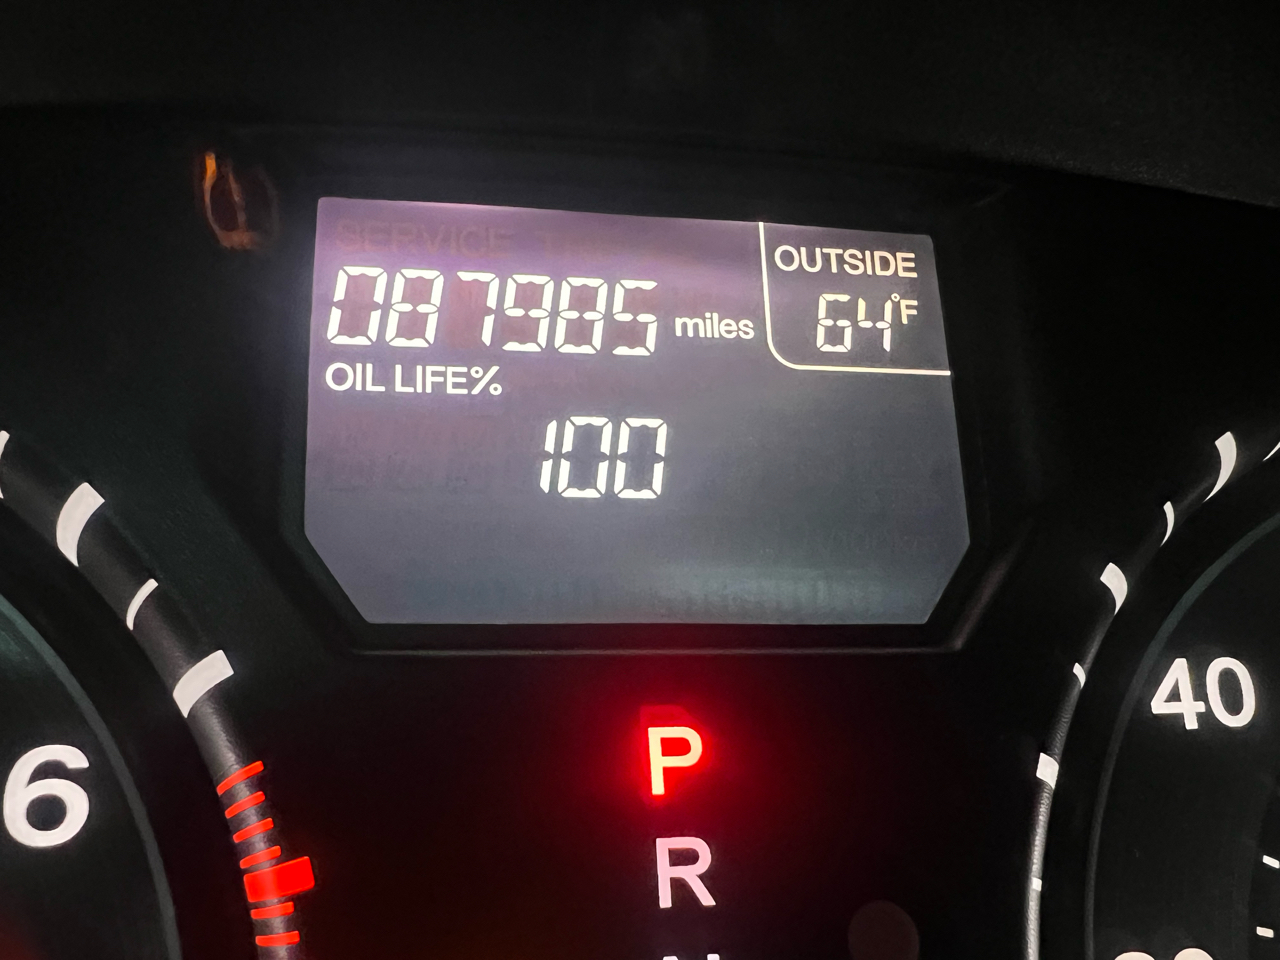 087985 miles
OUTSIDE
64°F
OIL LIFE%
100
P
R
6
40